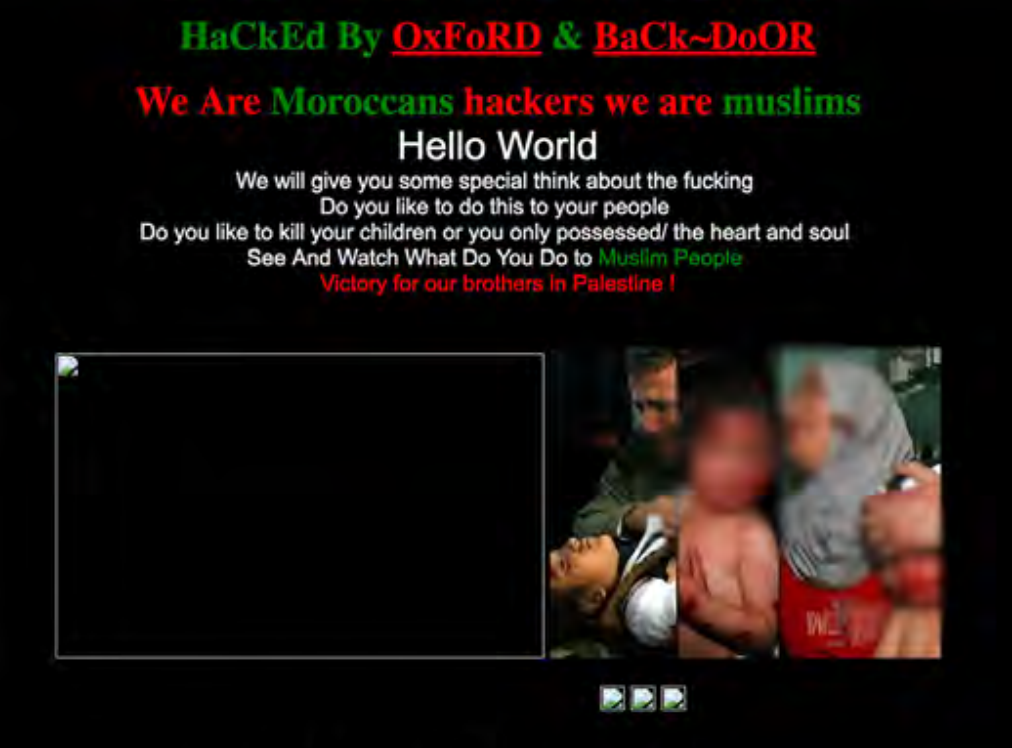 HaCkEd By OxFoRD & BaCk~DoOR
We Are Moroccans hackers we are muslims
Hello World
We will give you some special think about the fucking
Do you like to do this to your people
Do you like to kill your children or you only possessed/ the heart and soul
See And Watch What Do You Do to Muslim People
Victory for our brothers in Palestine !